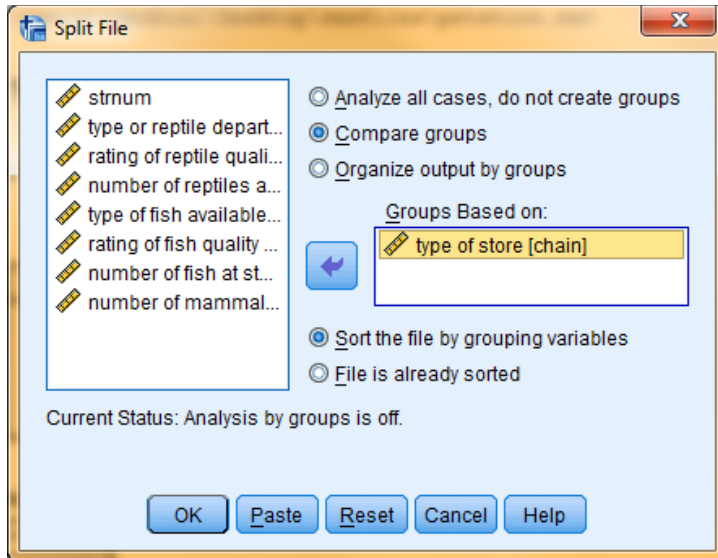 Split File
strnum
type or reptile depart...
rating of reptile quali...
number of reptiles a...
type of fish available...
rating of fish quality ...
number of fish at st...
number of mammal...
Analyze all cases, do not create groups
Compare groups
Organize output by groups
Groups Based on:
type of store [chain]
Sort the file by grouping variables
File is already sorted
Current Status: Analysis by groups is off.
OK
Paste
Reset
Cancel
Help